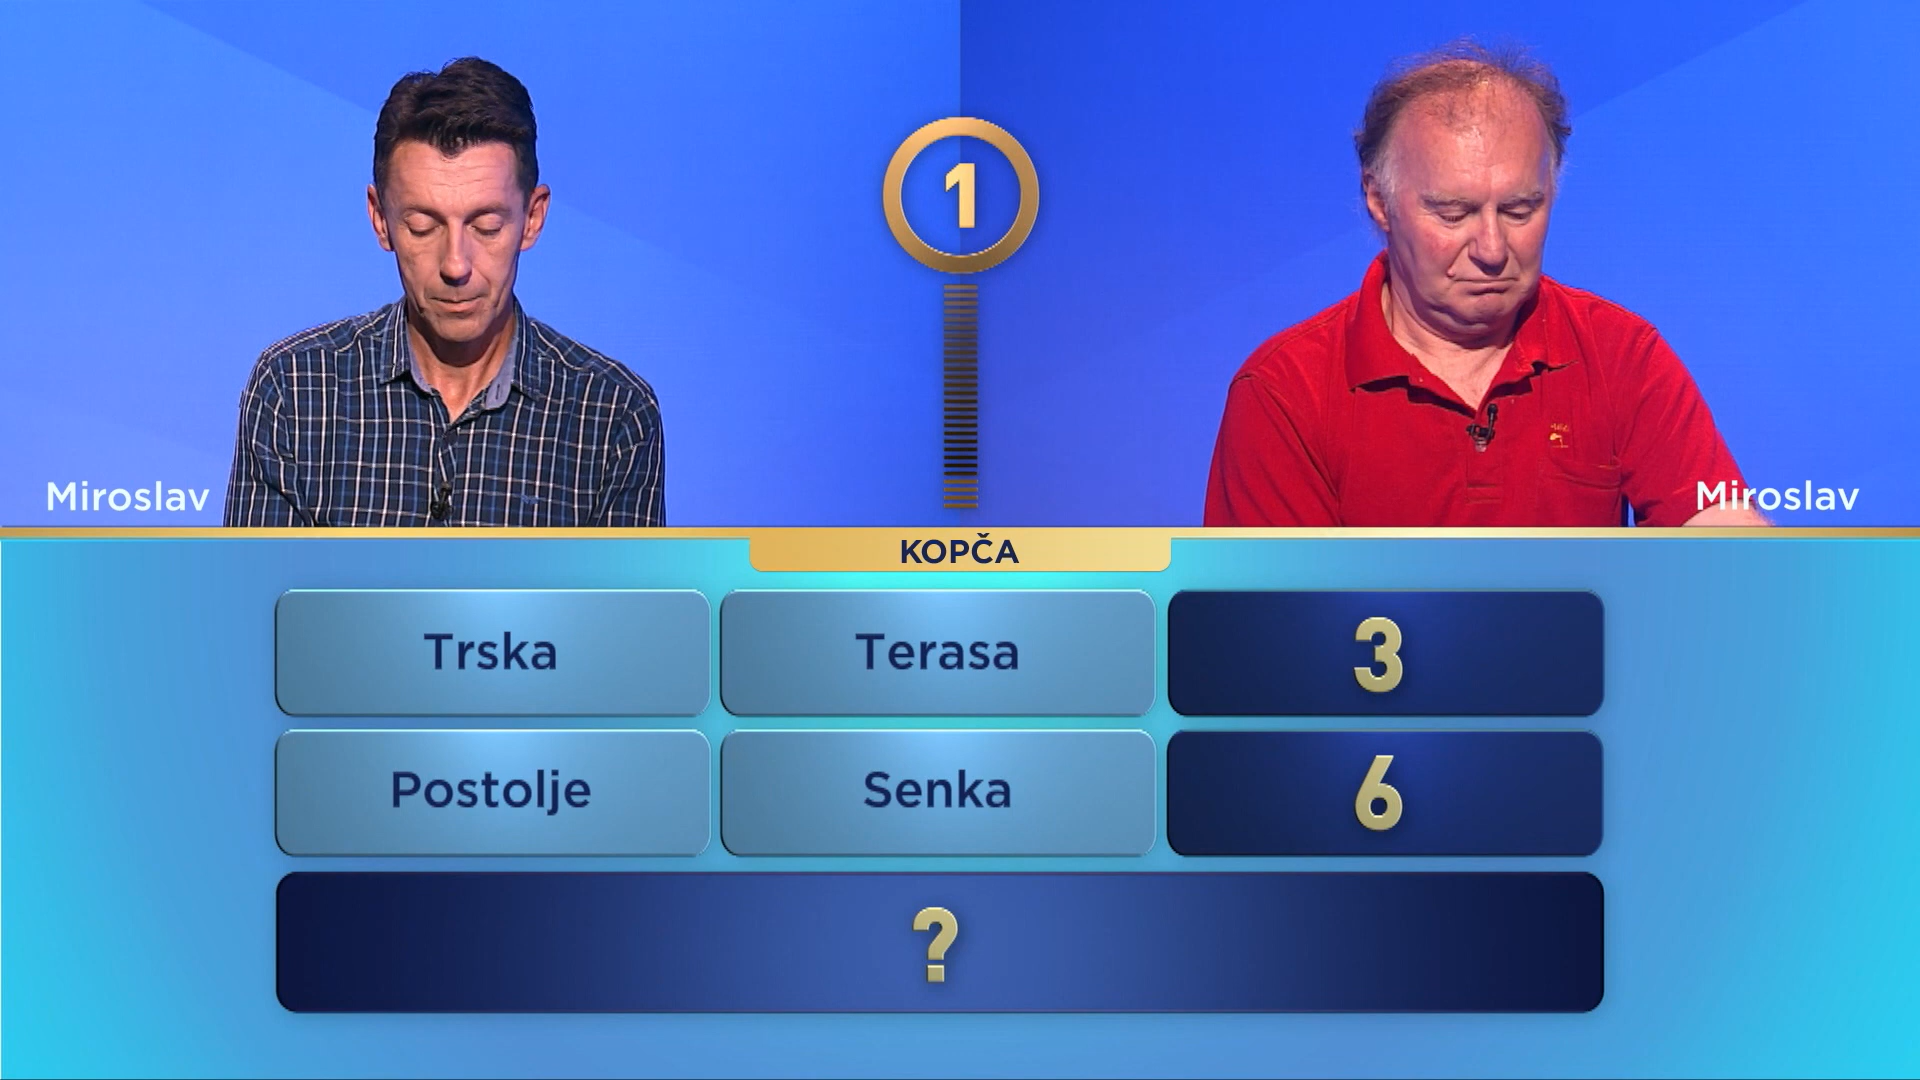 1
Miroslav
Miroslav
KOPČA
Trska
Terasa
3
Postolje
Senka
6
?